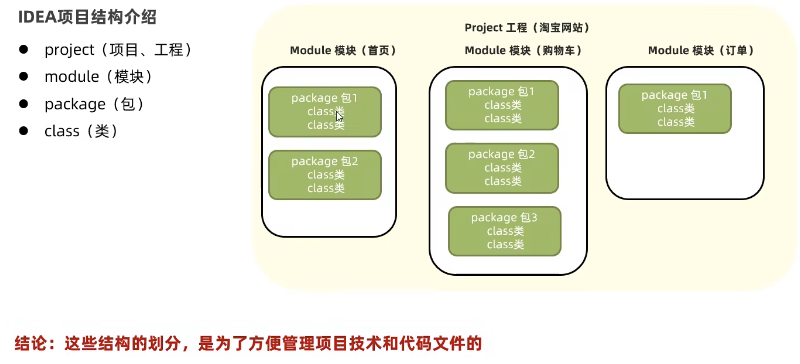 IDEA项目结构介绍
project（项目、工程）
module（模块）
package（包）
class（类）
Project 工程（淘宝网站）
Module 模块（首页）
package 包1
class类
class类
package 包2
class类
class类
Module 模块（购物车）
package 包1
class类
class类
package 包2
class类
class类
package 包3
class类
class类
Module 模块（订单）
package 包1
class类
class类
结论：这些结构的划分，是为了方便管理项目技术和代码文件的